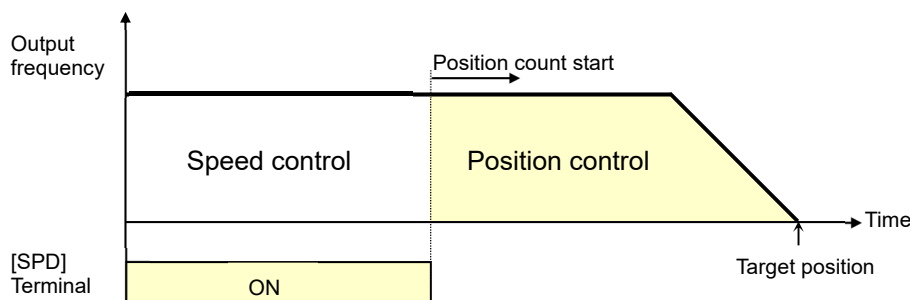 Output
frequency
Position count start
Speed control
Position control
Time
[SPD]
Terminal
ON
Target position